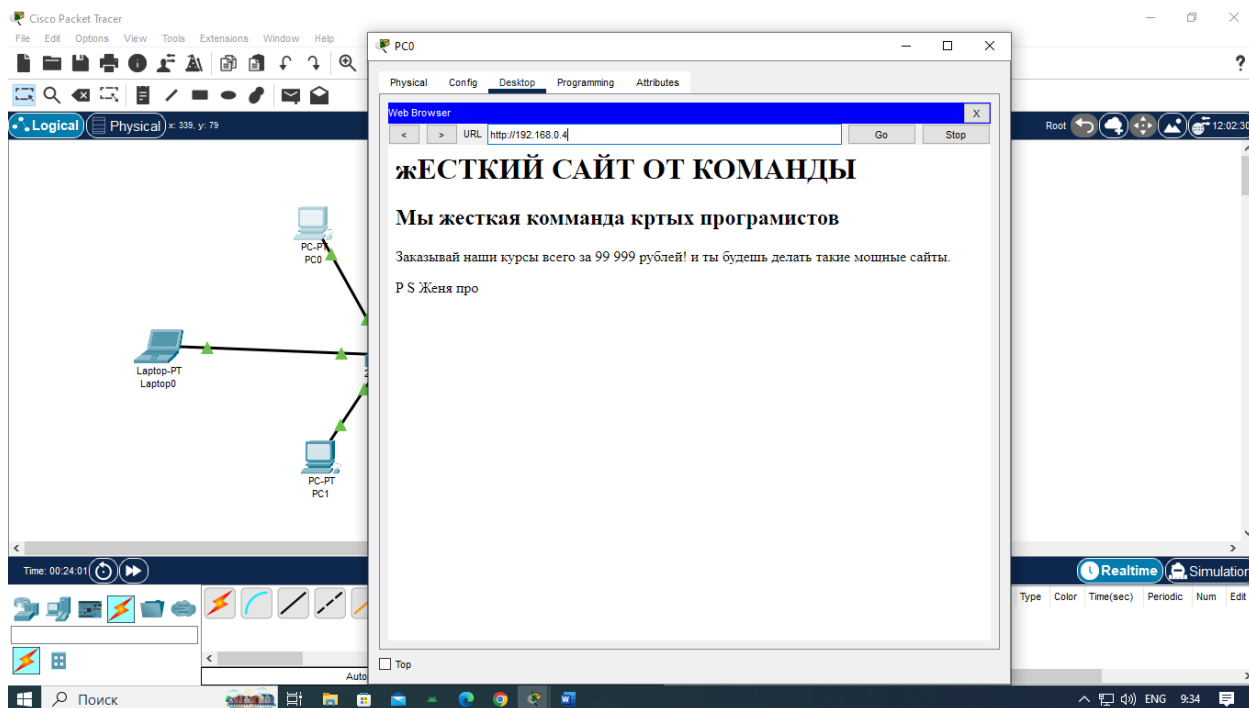 Cisco Packet Tracer
File Edit Options View Tools Extensions Window Help
?
Logical Physical x: 339, y: 79
Root 12:02:30
PC-PT
PC0
Laptop-PT
Laptop0
PC-PT
PC1
PC0
Physical Config Desktop Programming Attributes
Web Browser X
< > URL http://192.168.0.4 Go Stop
жЕСТКИЙ САЙТ ОТ КОМАНДЫ
Мы жесткая комманда кртых програмистов
Заказывай наши курсы всего за 99 999 рублей! и ты будешь делать такие мощные сайты.
P S Женя про
Top
Time: 00:24:01
Realtime Simulation
Type Color Time(sec) Periodic Num Edit
Auto
Поиск
ENG 9:34